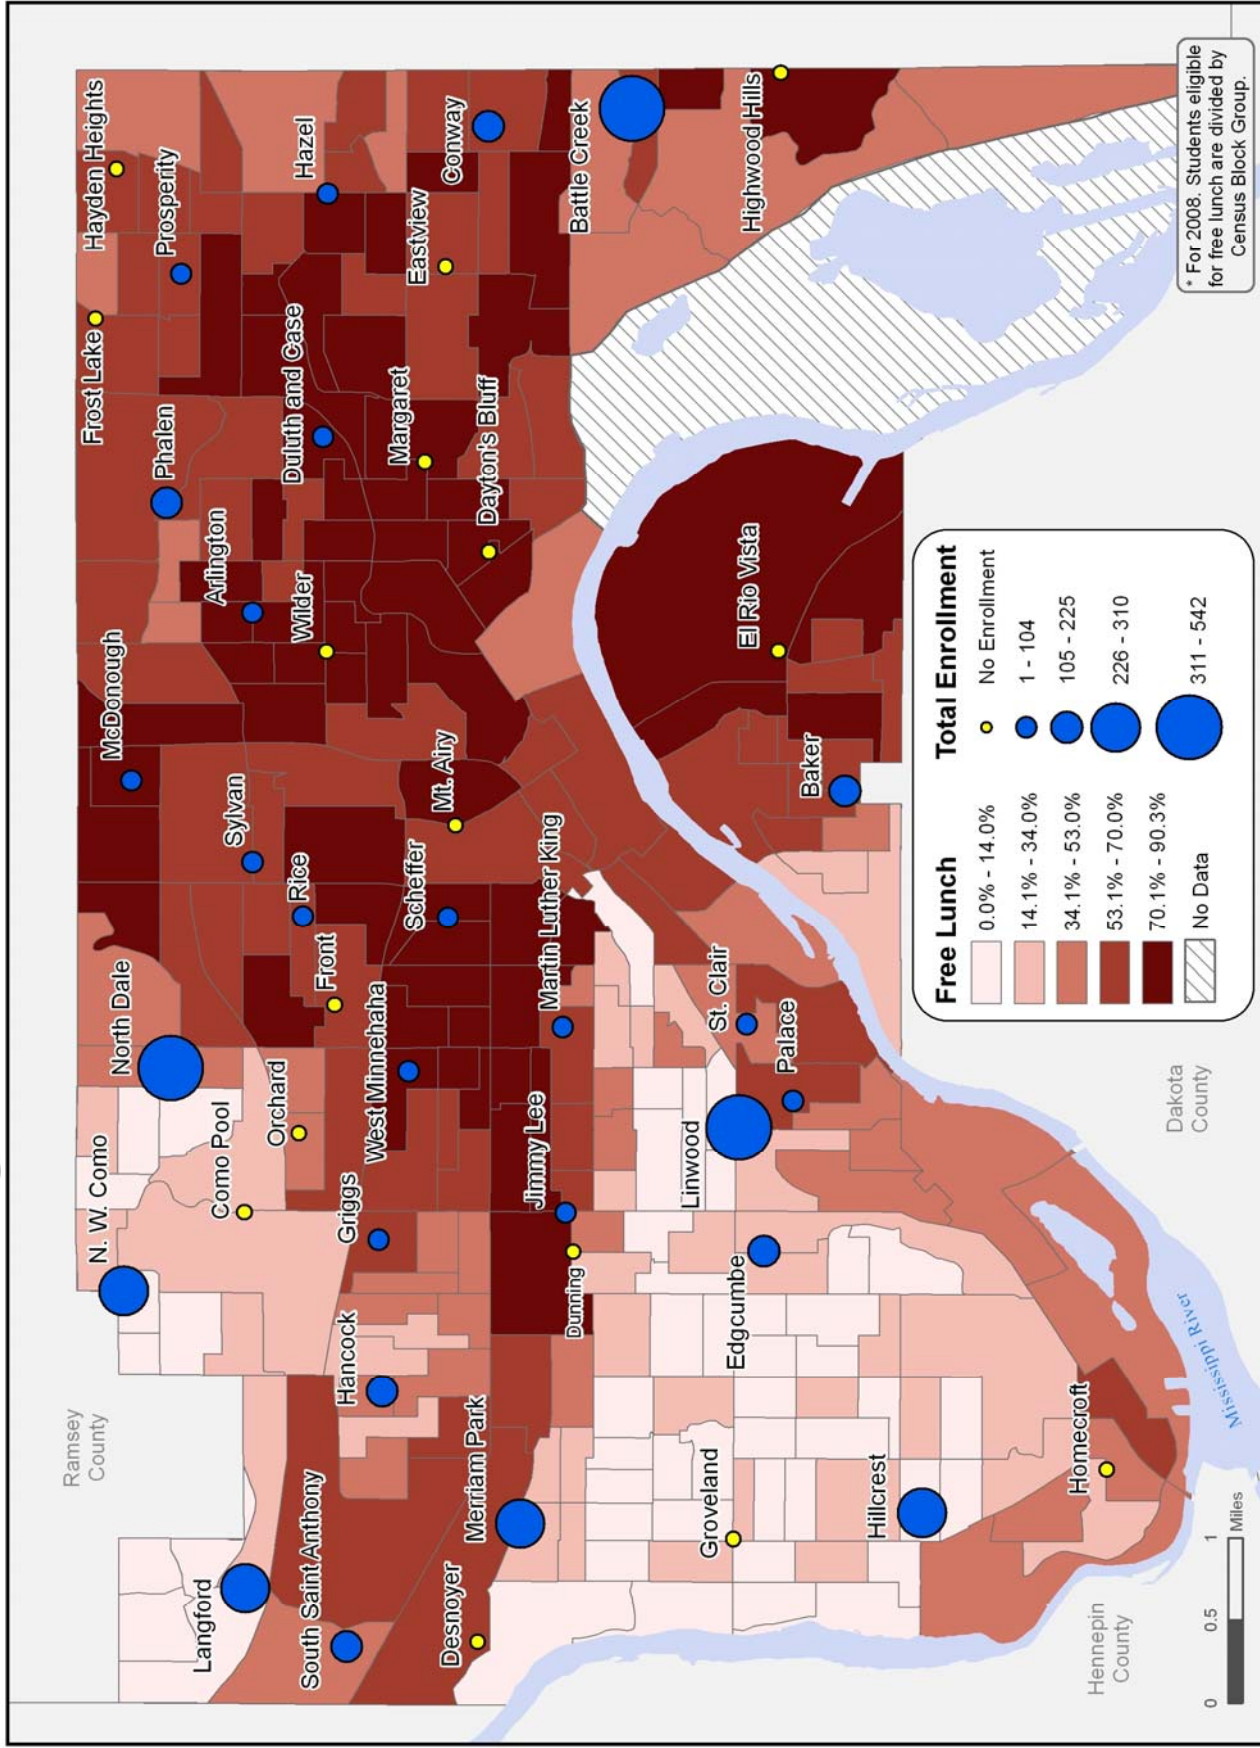 Ramsey
County
Langford
South Saint Anthony
Desnoyer
Merriam Park
Hancock
N. W. Como
Como Pool
Griggs
Orchard
North Dale
West Minnehaha
Jimmy Lee
Dunning
Front
Rice
Sylvan
Scheffer
Martin Luther King
McDonough
Mt. Airy
Wilder
Arlington
Phalen
Duluth and Case
Margaret
Dayton's Bluff
Frost Lake
Prosperity
Hayden Heights
Hazel
Eastview
Conway
Battle Creek
Highwood Hills
El Rio Vista
Baker
St. Clair
Palace
Linwood
Edgcumbe
Groveland
Hillcrest
Homecroft
Mississippi River
Hennepin
County
Dakota
County
0 0.5 1
Miles
Free Lunch
0.0% - 14.0%
14.1% - 34.0%
34.1% - 53.0%
53.1% - 70.0%
70.1% - 90.3%
No Data
Total Enrollment
No Enrollment
1 - 104
105 - 225
226 - 310
311 - 542
* For 2008. Students eligible
for free lunch are divided by
Census Block Group.